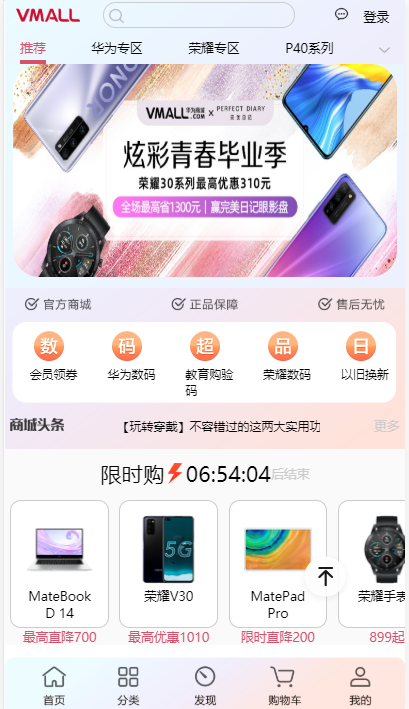 VMALL
登录
推荐 华为专区 荣耀专区 P40系列
HONOR
VMALL 华为商城 .COM X PERFECT DIARY 完美日记
炫彩青春毕业季
荣耀30系列最高优惠310元
全场最高省1300元 | 赢完美日记眼影盘
官方商城 正品保障 售后无忧
数 码 超 品 日
会员领券 华为数码 教育购验码 荣耀数码 以旧换新
商城头条 【玩转穿戴】不容错过的这两大实用功 更多
限时购 06:54:04 后结束
5G
MateBook D 14
荣耀V30
MatePad Pro
荣耀手表
最高直降700 最高优惠1010 限时直降200 899起
首页 分类 发现 购物车 我的